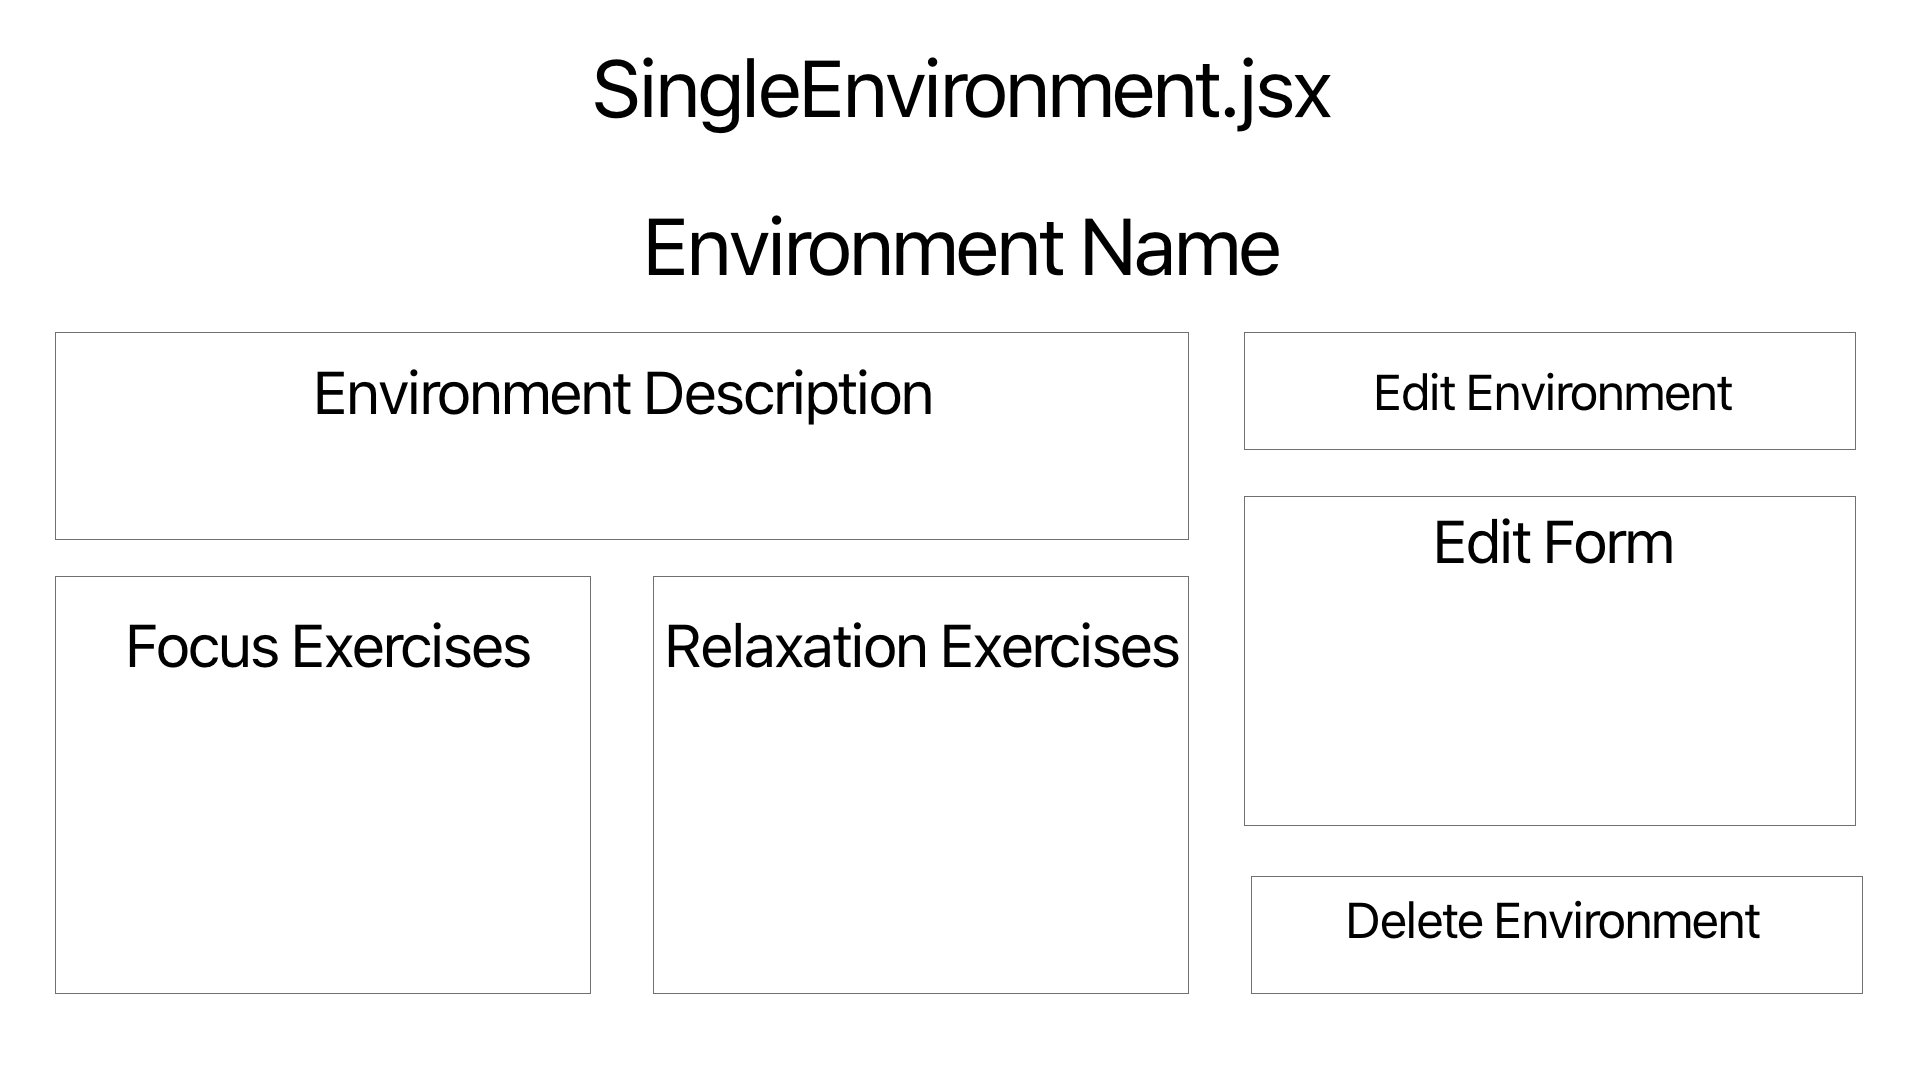 SingleEnvironment.jsx
Environment Name
Environment Description
Edit Environment
Edit Form
Focus Exercises
Relaxation Exercises
Delete Environment